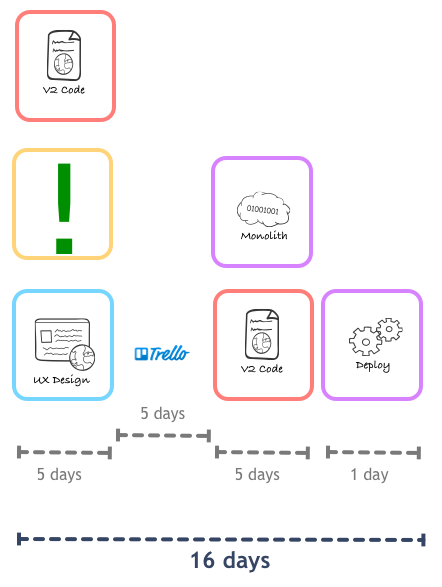 V2 Code
!
01001001
Monolith
UX Design
Trello
V2 Code
Deploy
5 days
5 days
5 days
1 day
16 days